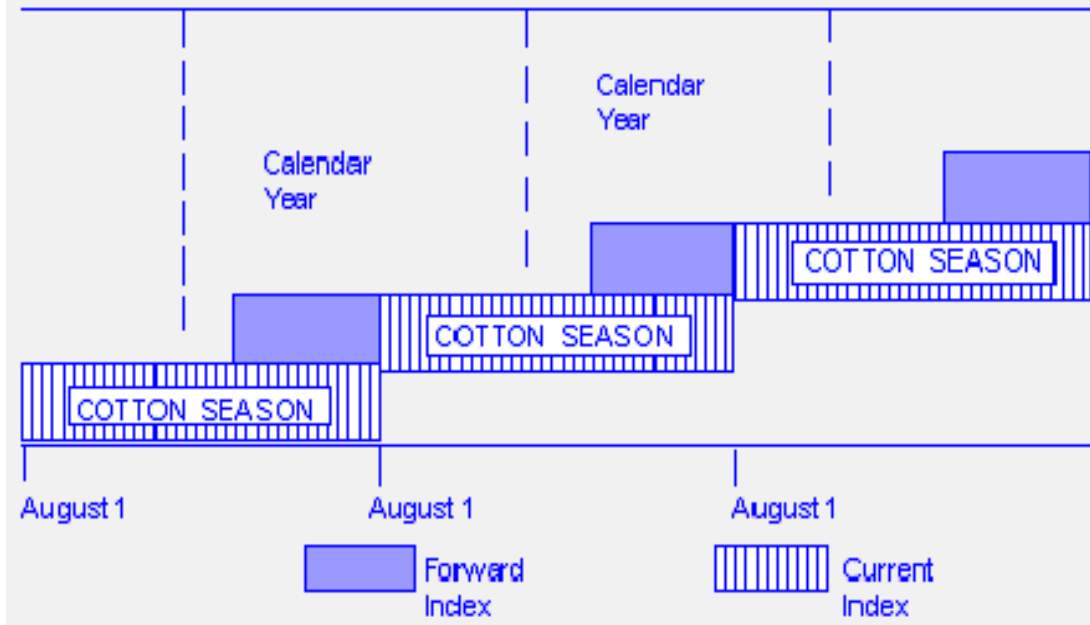 Calendar
Year
Calendar
Year
COTTON SEASON
COTTON SEASON
COTTON SEASON
August 1
August 1
August 1
Forward
Index
Current
Index